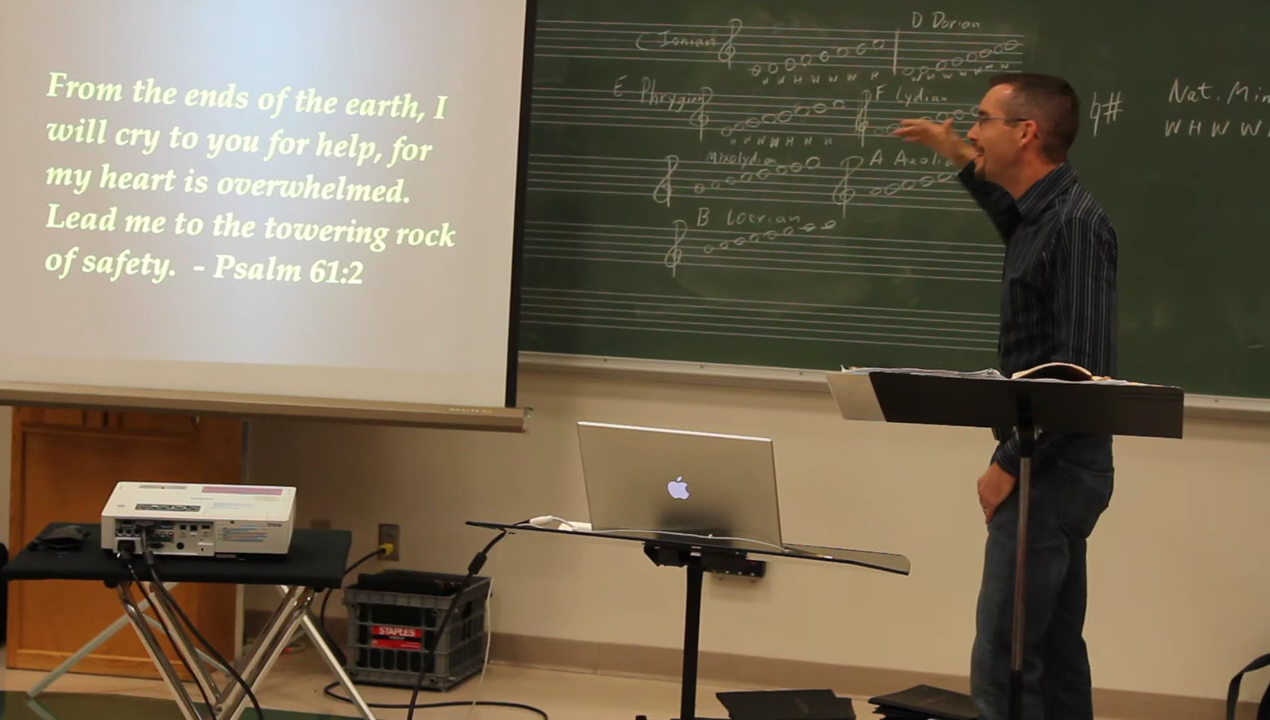 From the ends of the earth, I
will cry to you for help, for
my heart is overwhelmed.
Lead me to the towering rock
of safety. - Psalm 61:2
C Ionian
D Dorian
E Phrygian
F Lydian
Mixolydian
A Aeolian
B Locrian
Nat. Min
W H W W
STAPLES